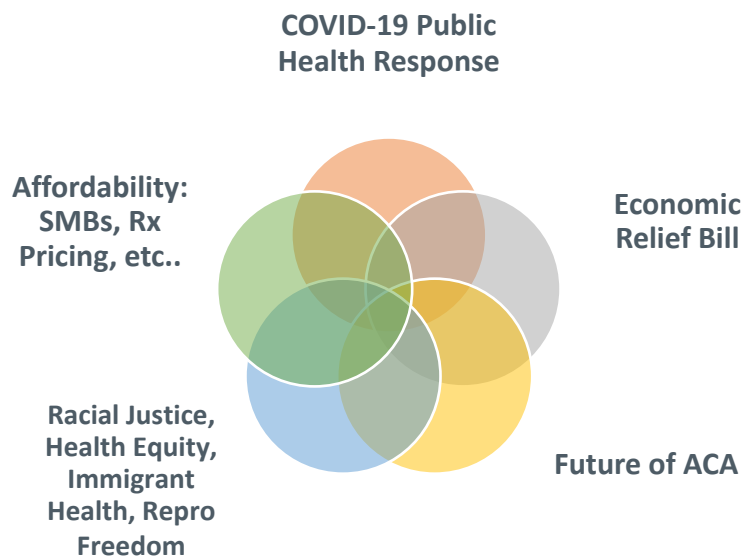 COVID-19 Public
Health Response
Affordability:
SMBs, Rx
Pricing, etc..
Economic
Relief Bill
Racial Justice,
Health Equity,
Immigrant
Health, Repro
Freedom
Future of ACA